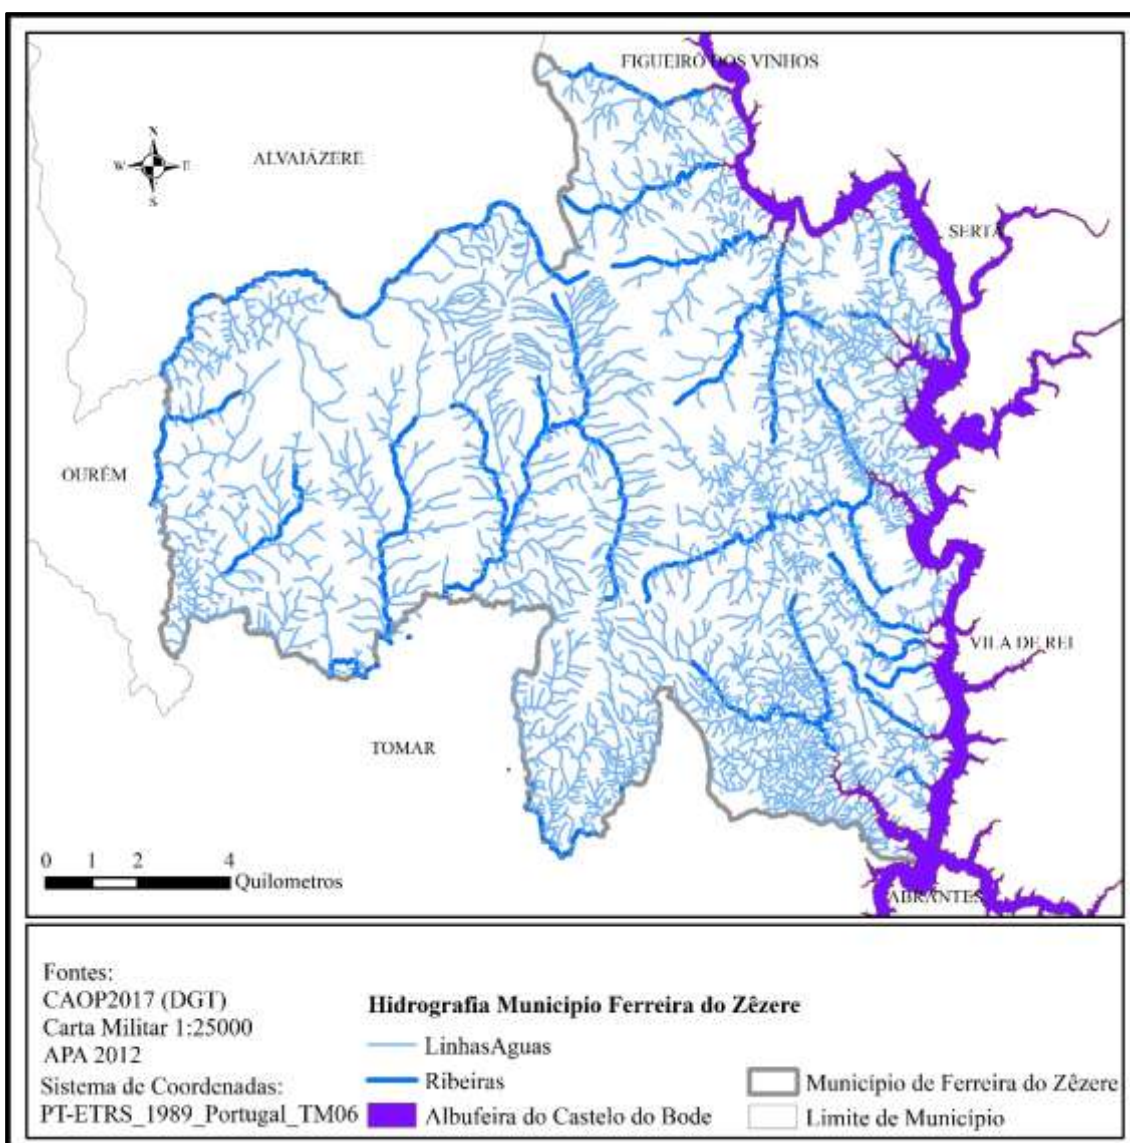 FIGUEIRÓ DOS VINHOS
ALVAIÁZERE
N
W E
S
SERTÃ
OURÉM
VILA DE REI
TOMAR
0 1 2 4
Quilometros
ABRANTES
Fontes:
CAOP2017 (DGT)
Carta Militar 1:25000
APA 2012
Sistema de Coordenadas:
PT-ETRS_1989_Portugal_TM06
Hidrografia Municipio Ferreira do Zêzere
LinhasAguas
Ribeiras
Albufeira do Castelo do Bode
Município de Ferreira do Zêzere
Limite de Município